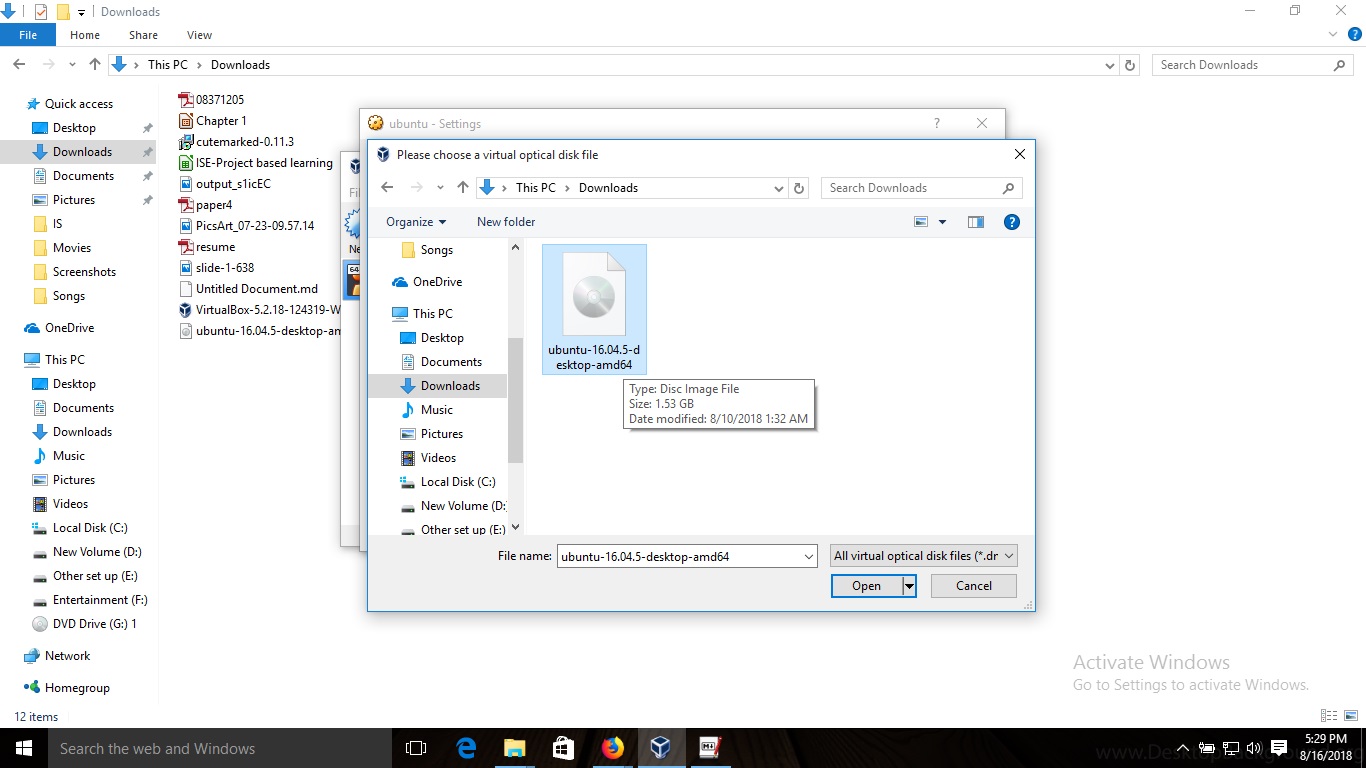 Downloads
File Home Share View
This PC Downloads
Search Downloads
Quick access
Desktop
Downloads
Documents
Pictures
IS
Movies
Screenshots
Songs
OneDrive
This PC
Desktop
Documents
Downloads
Music
Pictures
Videos
Local Disk (C:)
New Volume (D:)
Other set up (E:)
Entertainment (F:)
DVD Drive (G:) 1
Network
Homegroup
08371205
Chapter 1
cutemarked-0.11.3
ISE-Project based learning
output_s1icEC
paper4
PicsArt_07-23-09.57.14
resume
slide-1-638
Untitled Document.md
VirtualBox-5.2.18-124319-W
ubuntu-16.04.5-desktop-am
Fi
Ne
64
ubuntu - Settings
?
Please choose a virtual optical disk file
This PC Downloads
Search Downloads
Organize New folder
Songs
OneDrive
This PC
Desktop
Documents
Downloads
Music
Pictures
Videos
Local Disk (C:)
New Volume (D:
Other set up (E:)
ubuntu-16.04.5-d
esktop-amd64
Type: Disc Image File
Size: 1.53 GB
Date modified: 8/10/2018 1:32 AM
File name: ubuntu-16.04.5-desktop-amd64
All virtual optical disk files (*.dr
Open Cancel
Activate Windows
Go to Settings to activate Windows.
12 items
Search the web and Windows
5:29 PM
8/16/2018